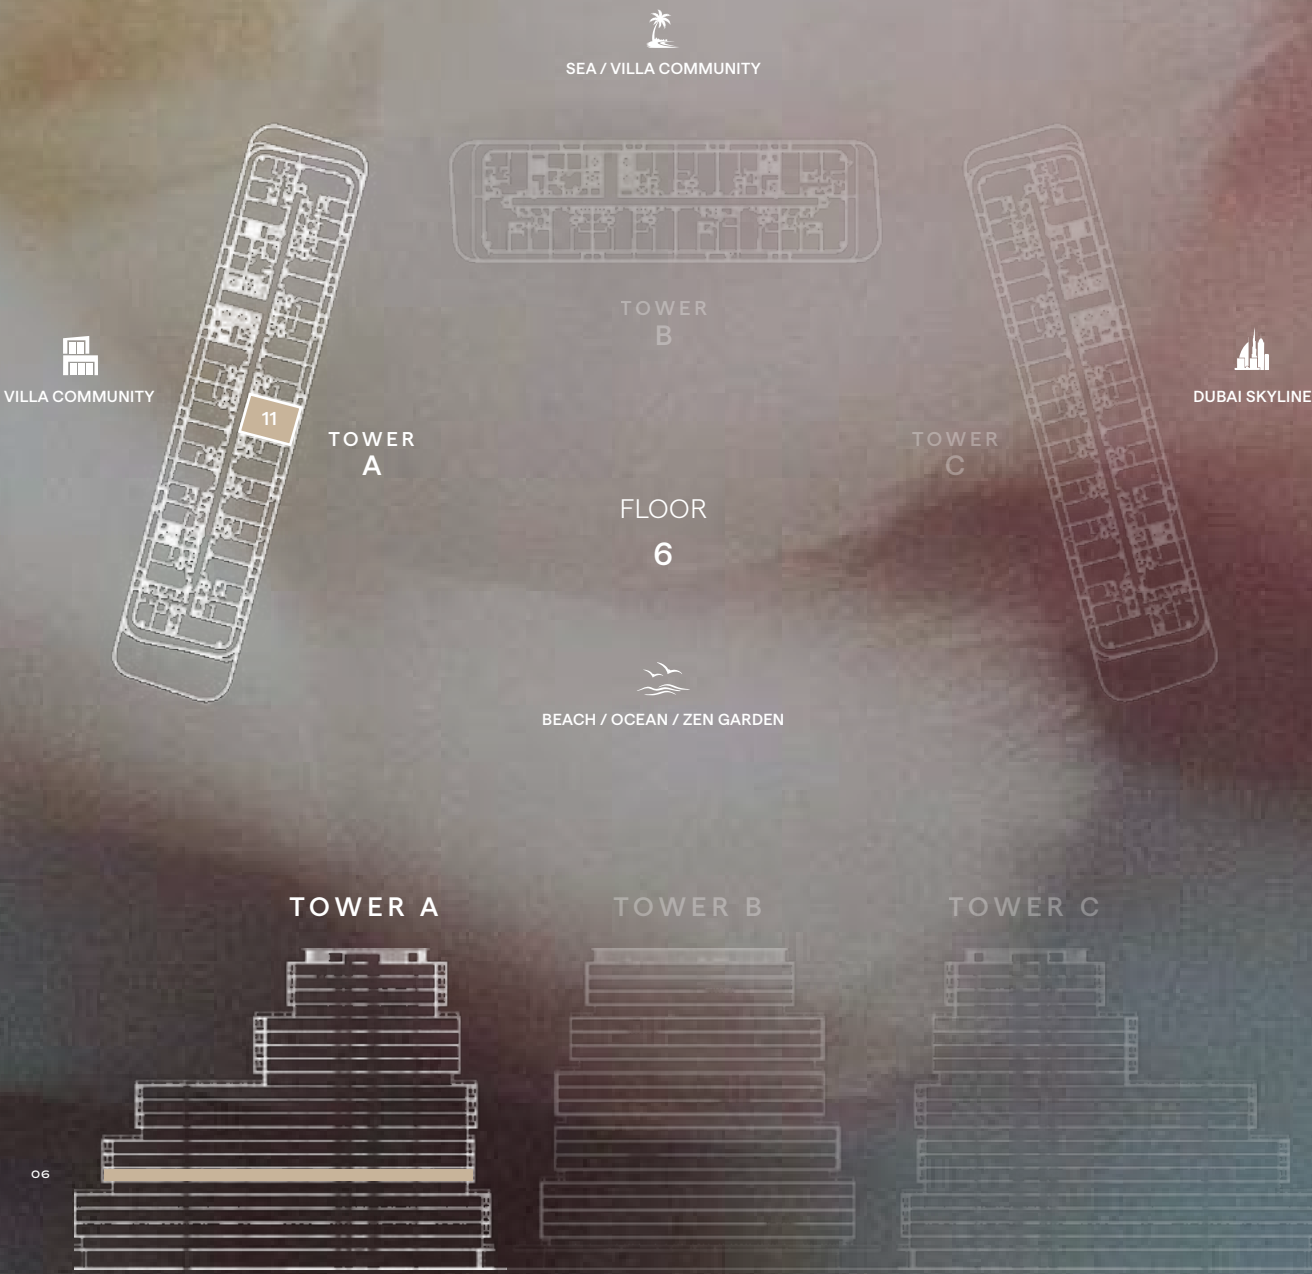 SEA / VILLA COMMUNITY
TOWER
B
VILLA COMMUNITY
DUBAI SKYLINE
11
TOWER
A
TOWER
C
FLOOR
6
BEACH / OCEAN / ZEN GARDEN
TOWER A
TOWER B
TOWER C
06